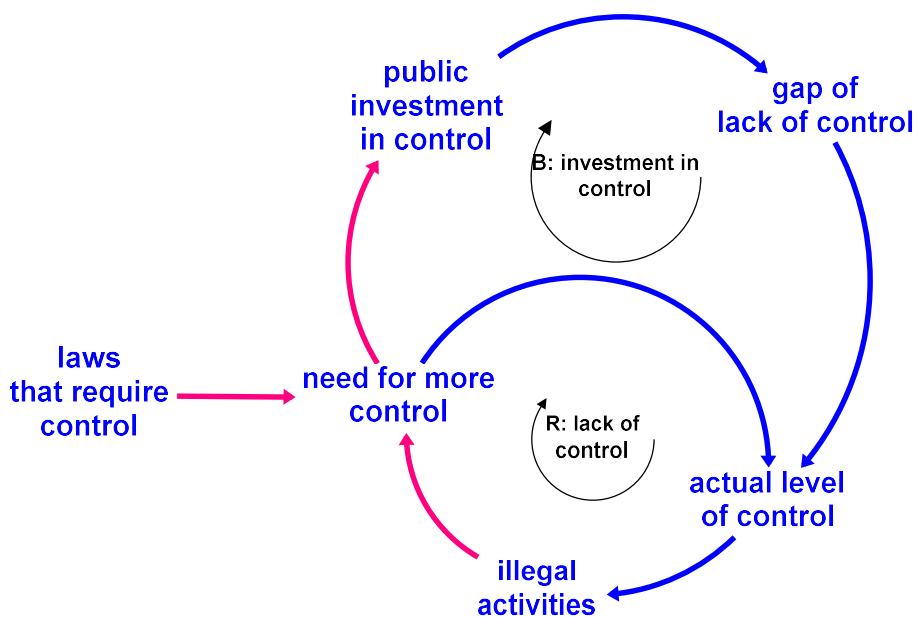 public
investment
in control
gap of
lack of control
B: investment in
control
laws
that require
control
need for more
control
R: lack of
control
actual level
of control
illegal
activities